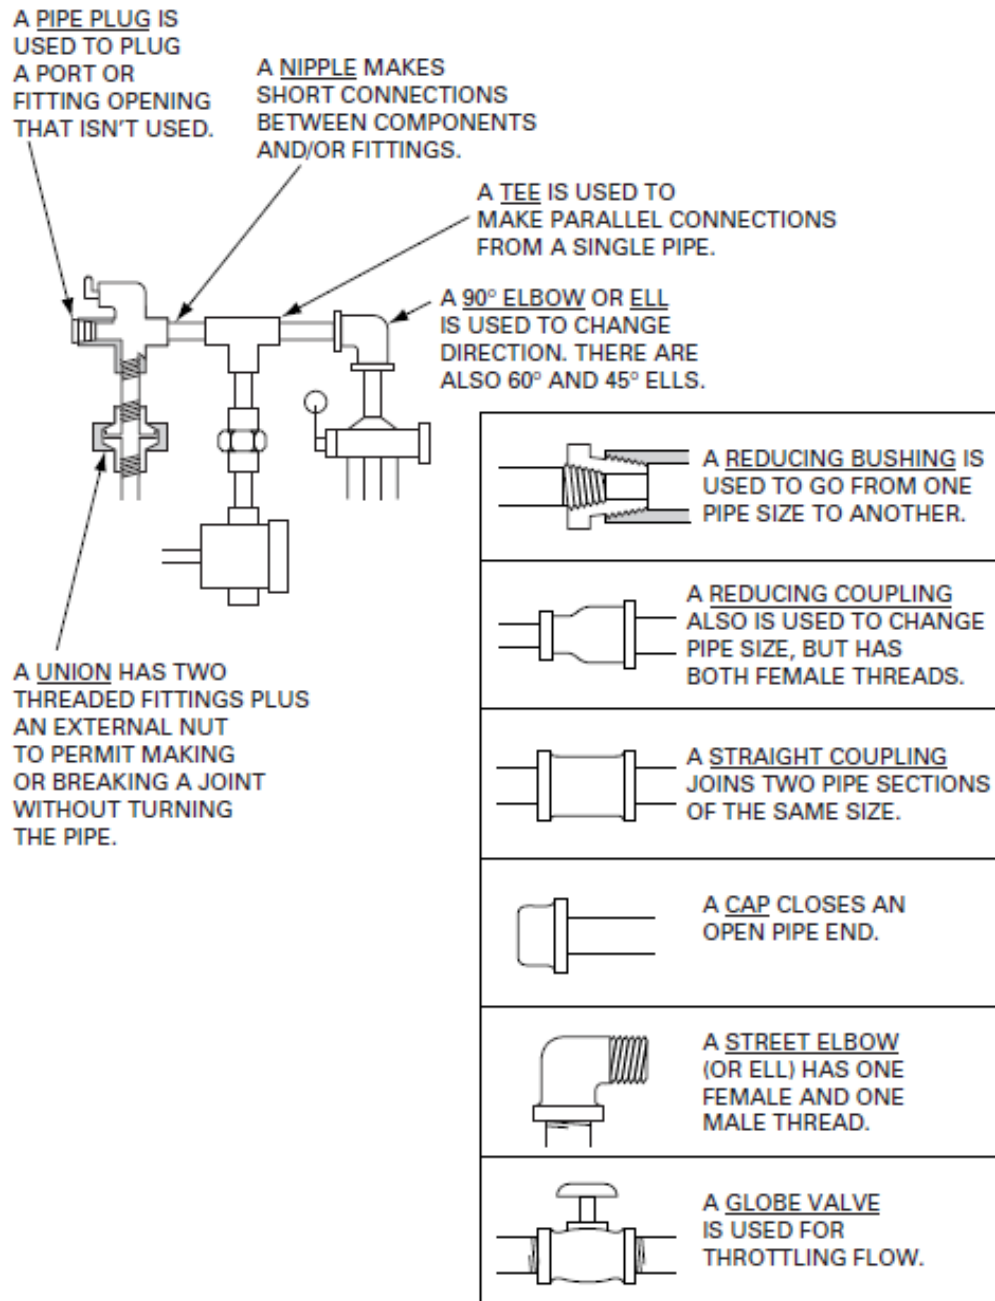 A PIPE PLUG IS
USED TO PLUG
A PORT OR
FITTING OPENING
THAT ISN'T USED.
A NIPPLE MAKES
SHORT CONNECTIONS
BETWEEN COMPONENTS
AND/OR FITTINGS.
A TEE IS USED TO
MAKE PARALLEL CONNECTIONS
FROM A SINGLE PIPE.
A 90° ELBOW OR ELL
IS USED TO CHANGE
DIRECTION. THERE ARE
ALSO 60° AND 45° ELLS.
A UNION HAS TWO
THREADED FITTINGS PLUS
AN EXTERNAL NUT
TO PERMIT MAKING
OR BREAKING A JOINT
WITHOUT TURNING
THE PIPE.
A REDUCING BUSHING IS
USED TO GO FROM ONE
PIPE SIZE TO ANOTHER.
A REDUCING COUPLING
ALSO IS USED TO CHANGE
PIPE SIZE, BUT HAS
BOTH FEMALE THREADS.
A STRAIGHT COUPLING
JOINS TWO PIPE SECTIONS
OF THE SAME SIZE.
A CAP CLOSES AN
OPEN PIPE END.
A STREET ELBOW
(OR ELL) HAS ONE
FEMALE AND ONE
MALE THREAD.
A GLOBE VALVE
IS USED FOR
THROTTLING FLOW.